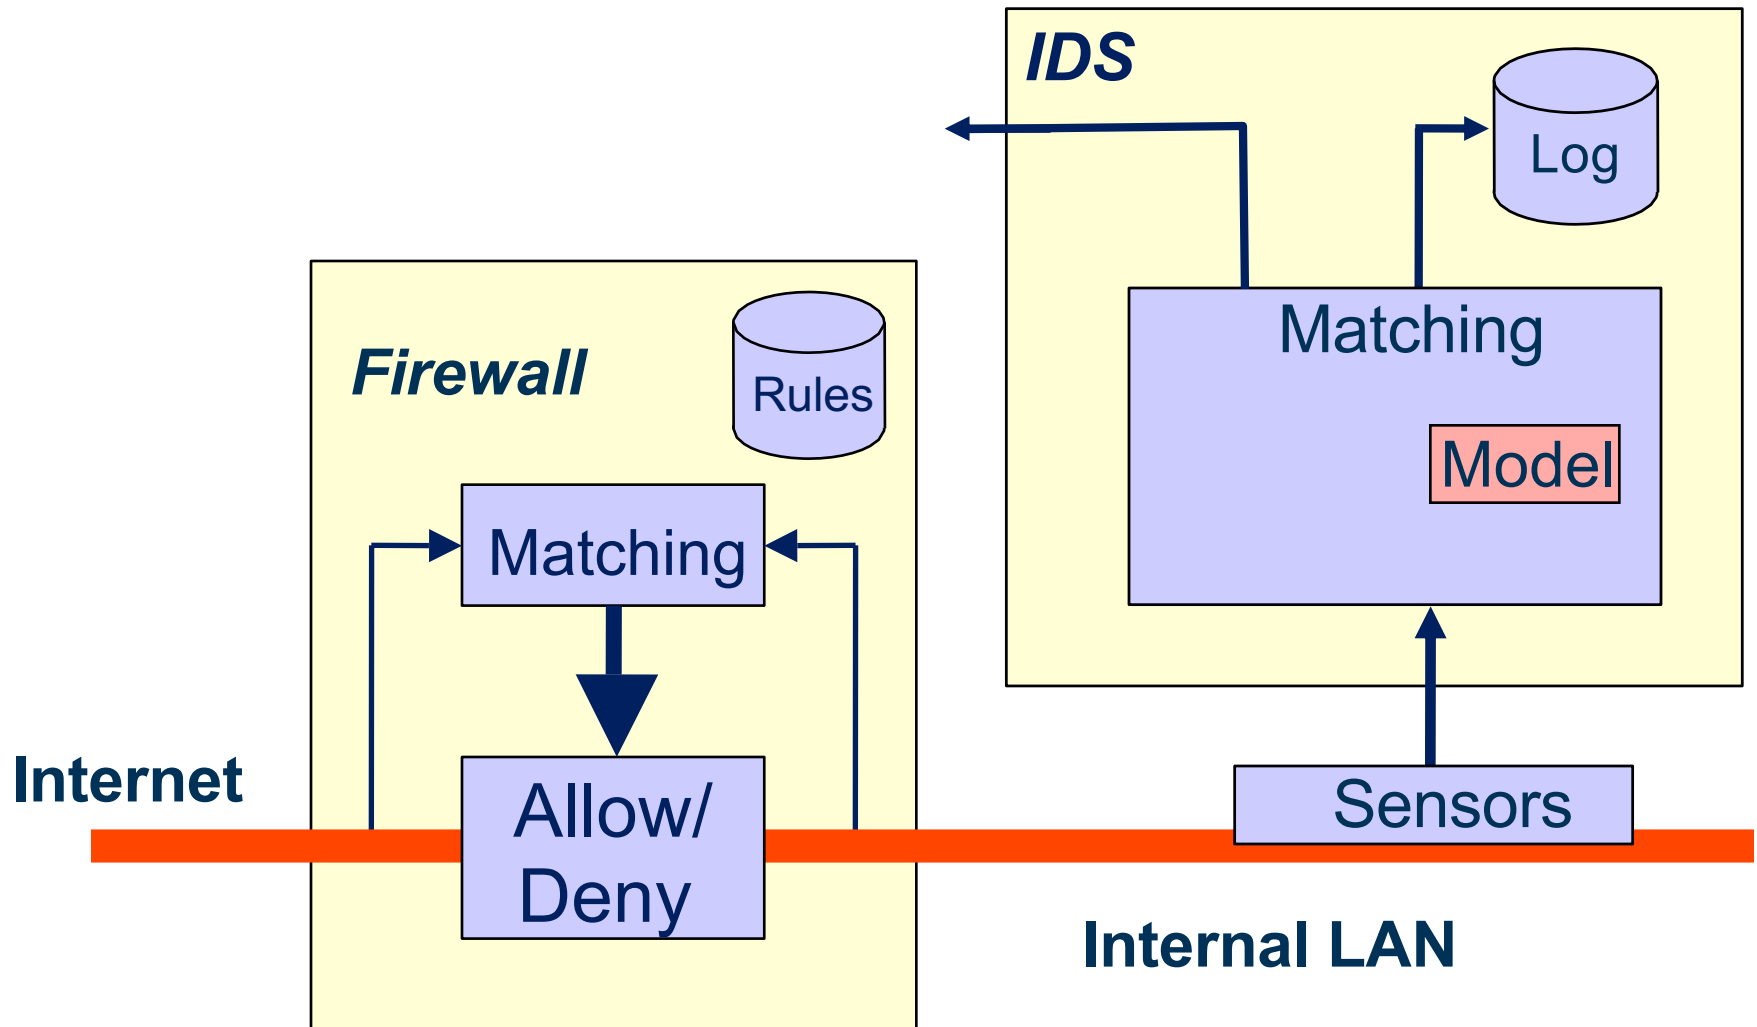 IDS
Log
Matching
Model
Firewall
Rules
Matching
Internet
Allow/
Deny
Sensors
Internal LAN